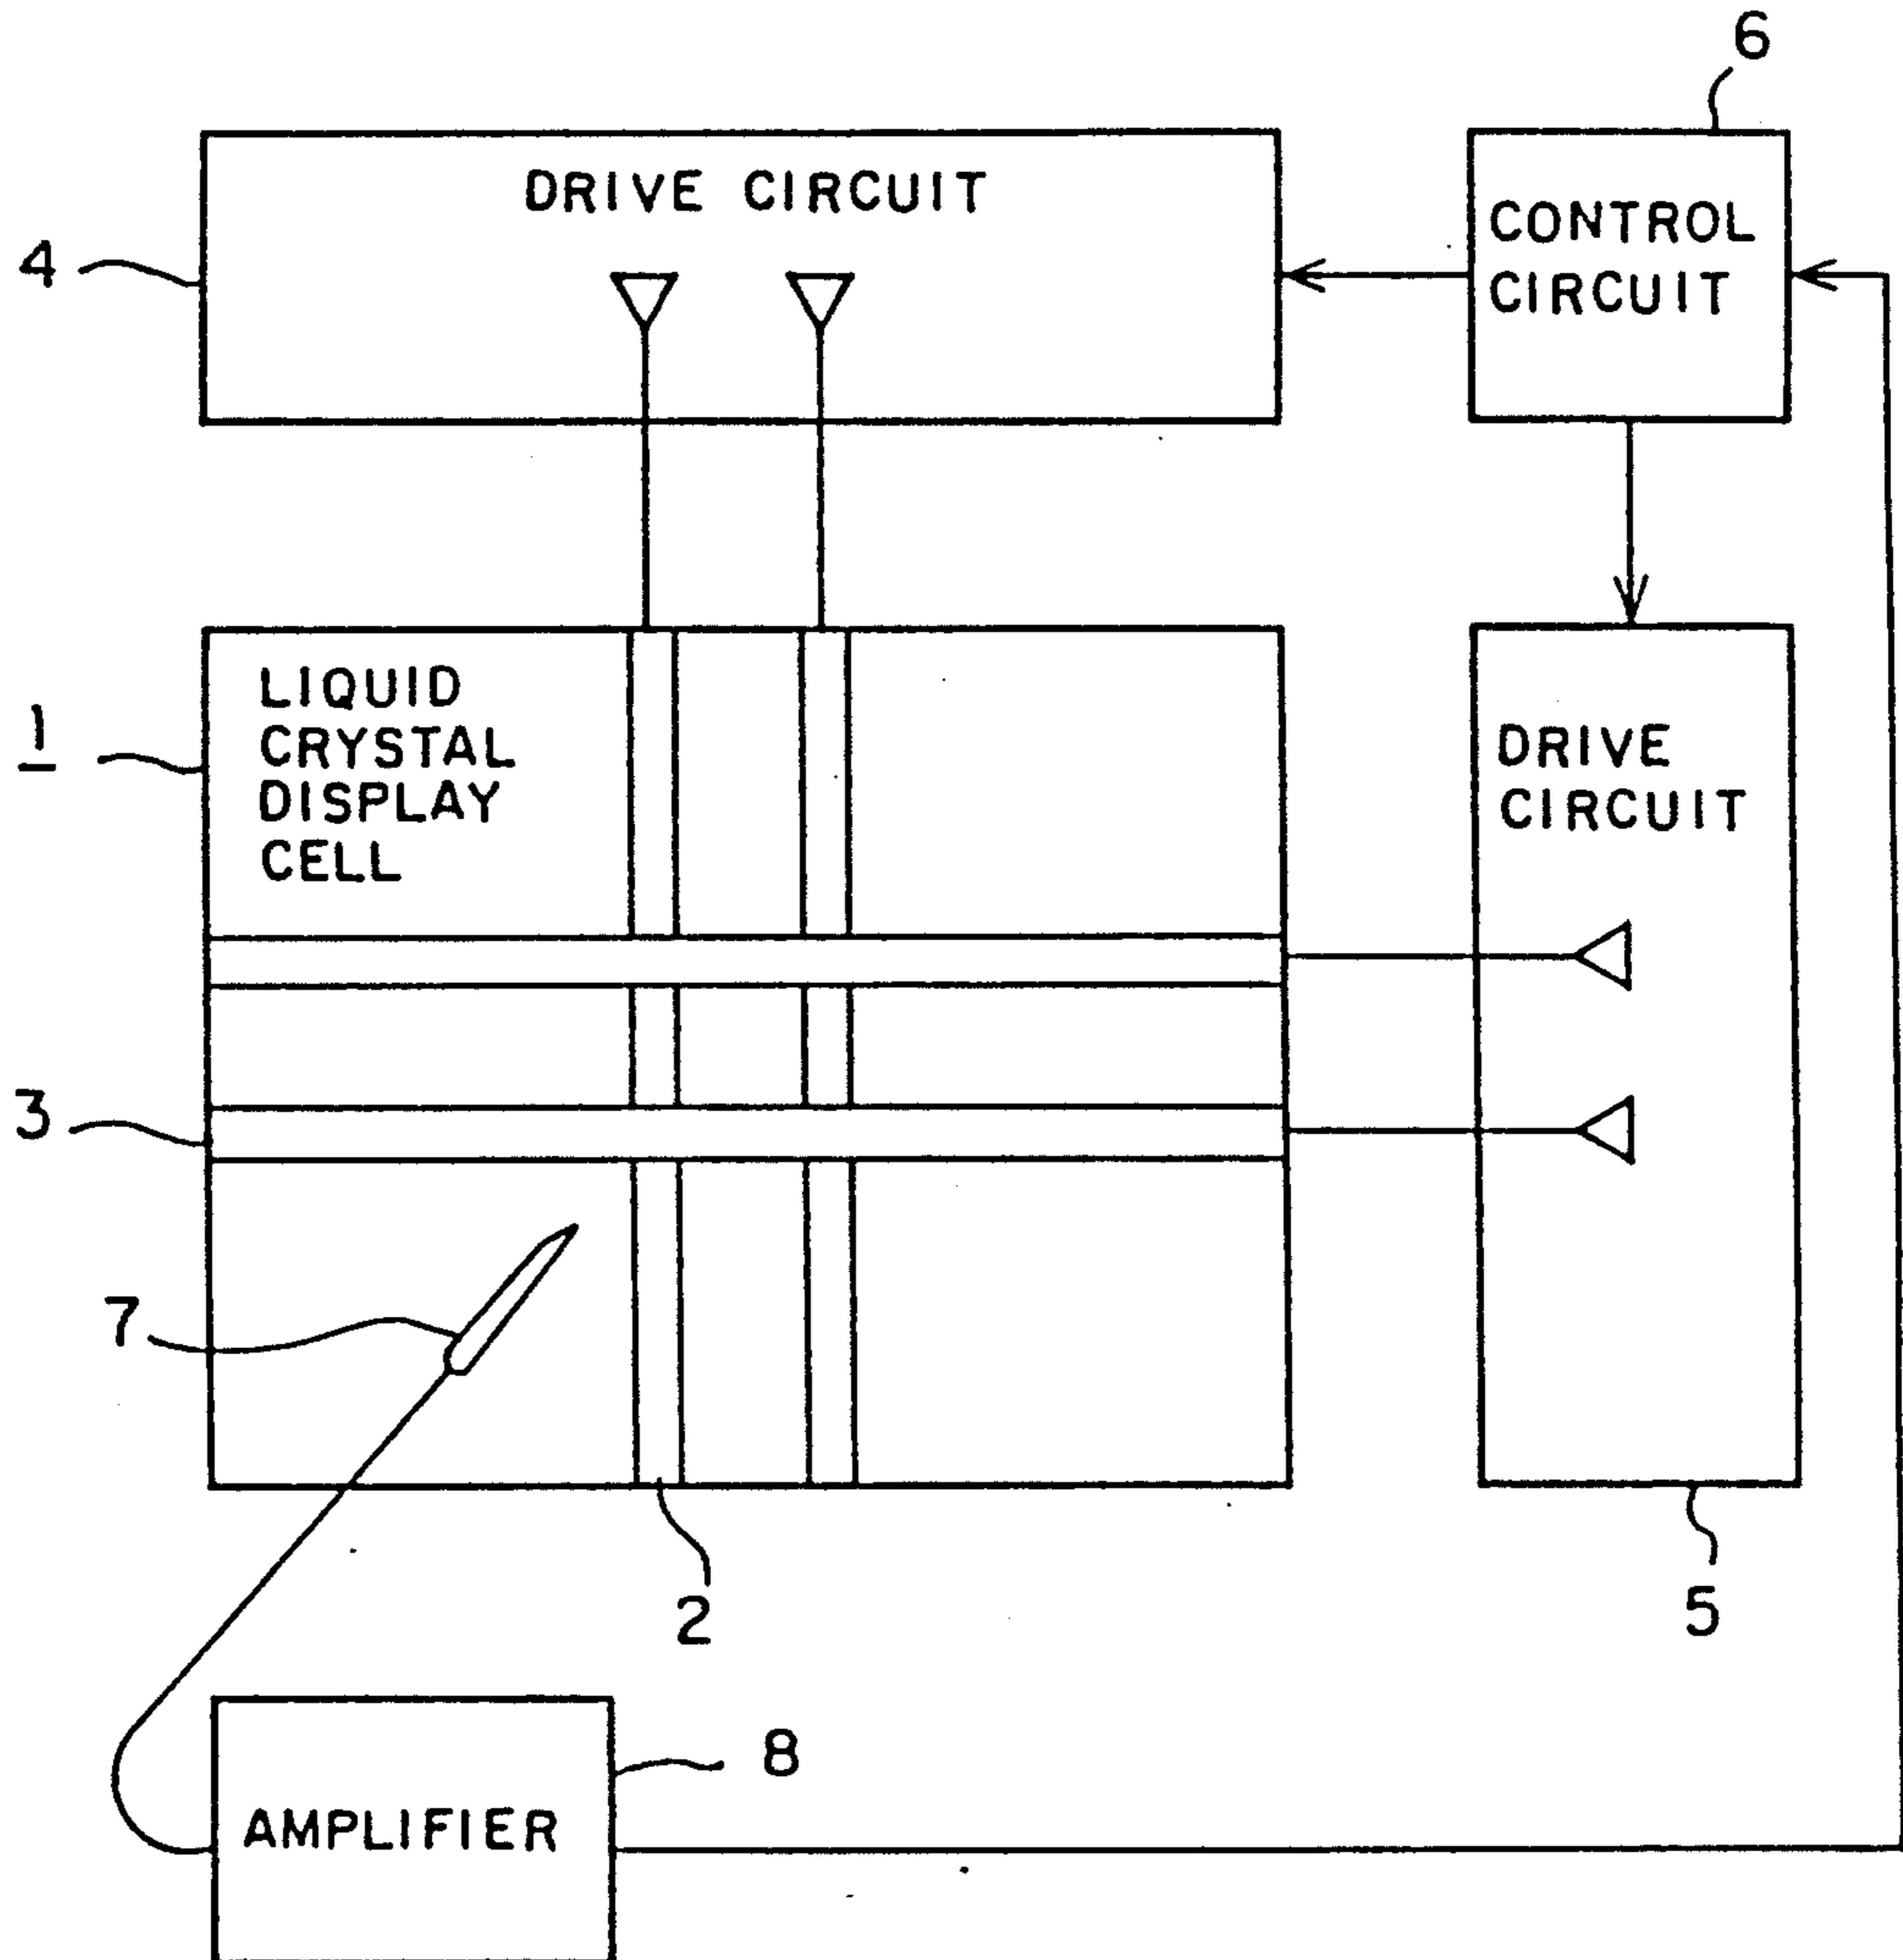 6
DRIVE CIRCUIT
CONTROL
CIRCUIT
4
LIQUID
CRYSTAL
DISPLAY
CELL
1
DRIVE
CIRCUIT
3
7
2
5
8
AMPLIFIER